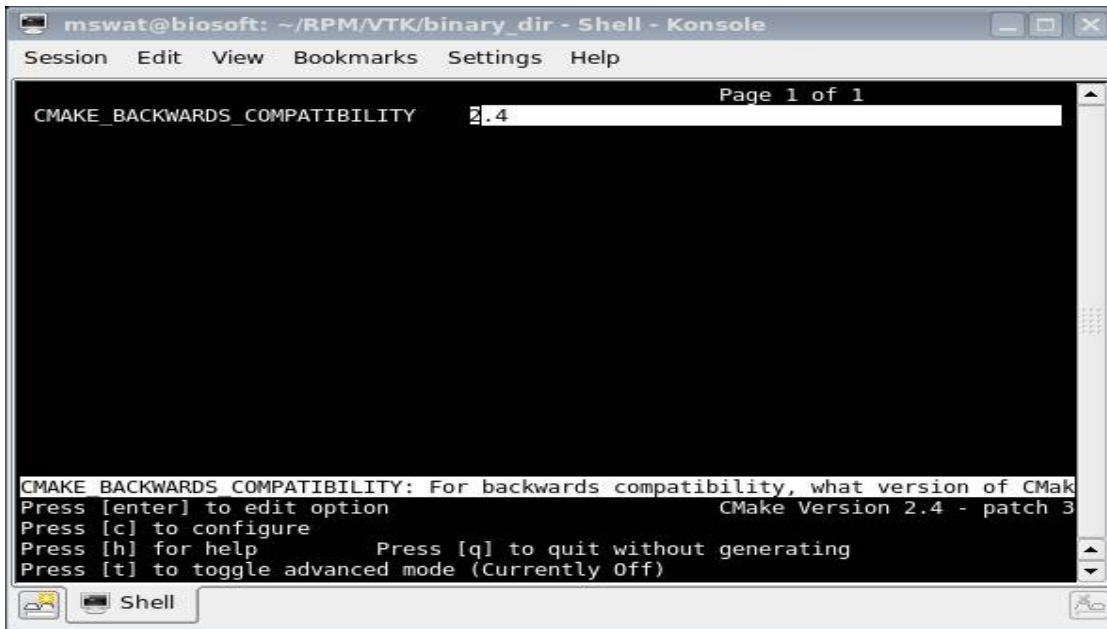 mswat@biosoft: ~/RPM/VTK/binary_dir - Shell - Konsole
Session Edit View Bookmarks Settings Help
Page 1 of 1
CMAKE_BACKWARDS_COMPATIBILITY 2.4
CMAKE_BACKWARDS_COMPATIBILITY: For backwards compatibility, what version of CMak
Press [enter] to edit option CMake Version 2.4 - patch 3
Press [c] to configure
Press [h] for help Press [q] to quit without generating
Press [t] to toggle advanced mode (Currently Off)
Shell